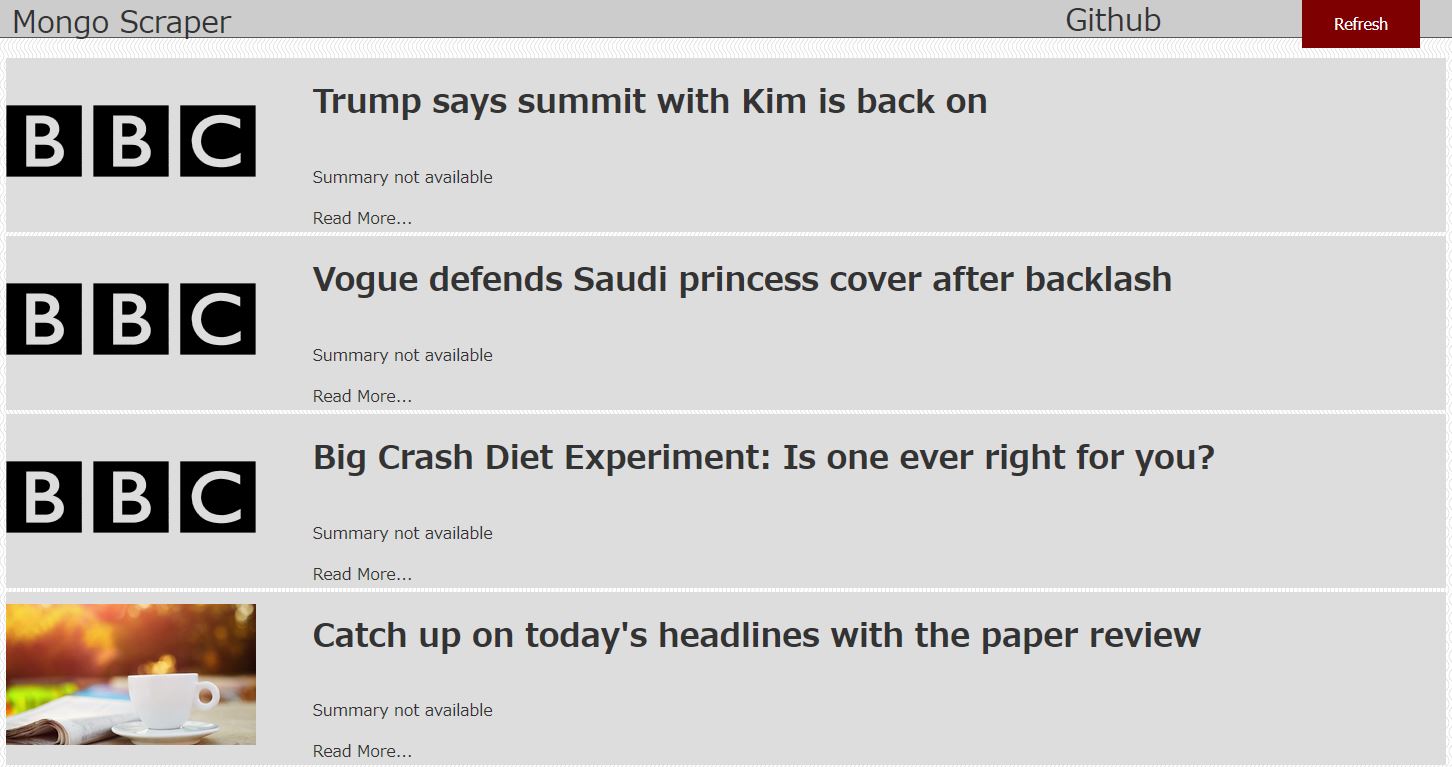 Mongo Scraper
Github
Refresh
BBC
Trump says summit with Kim is back on
Summary not available
Read More...
BBC
Vogue defends Saudi princess cover after backlash
Summary not available
Read More...
BBC
Big Crash Diet Experiment: Is one ever right for you?
Summary not available
Read More...
Catch up on today's headlines with the paper review
Summary not available
Read More...